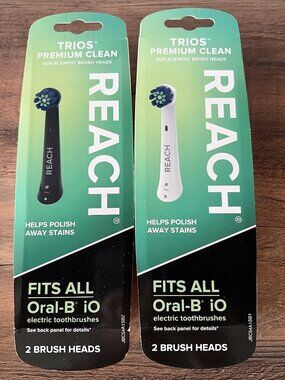 TRIOS™
PREMIUM CLEAN
REPLACEMENT BRUSH HEADS
REACH®
REACH
HELPS POLISH
AWAY STAINS
FITS ALL
Oral-B® iO
electric toothbrushes
See back panel for details*
2 BRUSH HEADS
TRIOS™
PREMIUM CLEAN
REPLACEMENT BRUSH HEADS
REACH®
REACH
HELPS POLISH
AWAY STAINS
FITS ALL
Oral-B® iO
electric toothbrushes
See back panel for details*
2 BRUSH HEADS